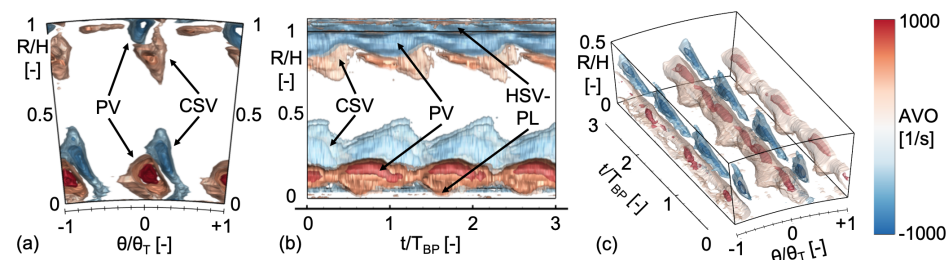 1
R/H
[-]
0.5
0
PV
CSV
1
0.5
0
-1
0
+1
θ/θT [-]
(a)
1
R/H
[-]
0.5
0
CSV
PV
HSV-
PL
0
1
2
3
t/TBP [-]
(b)
0.5
R/H
[-]
0
3
2
1
0
t/TBP [-]
-1
0
+1
θ/θT [-]
(c)
1000
AVO
[1/s]
-1000